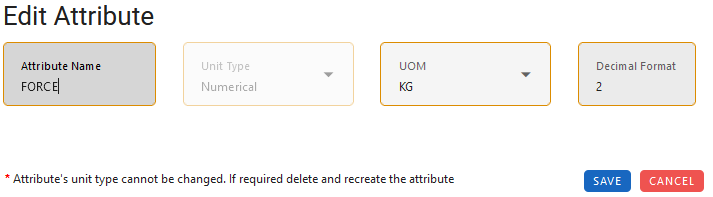 Edit Attribute
Attribute Name
FORCE
Unit Type
Numerical
UOM
KG
Decimal Format
2
* Attribute's unit type cannot be changed. If required delete and recreate the attribute
SAVE
CANCEL